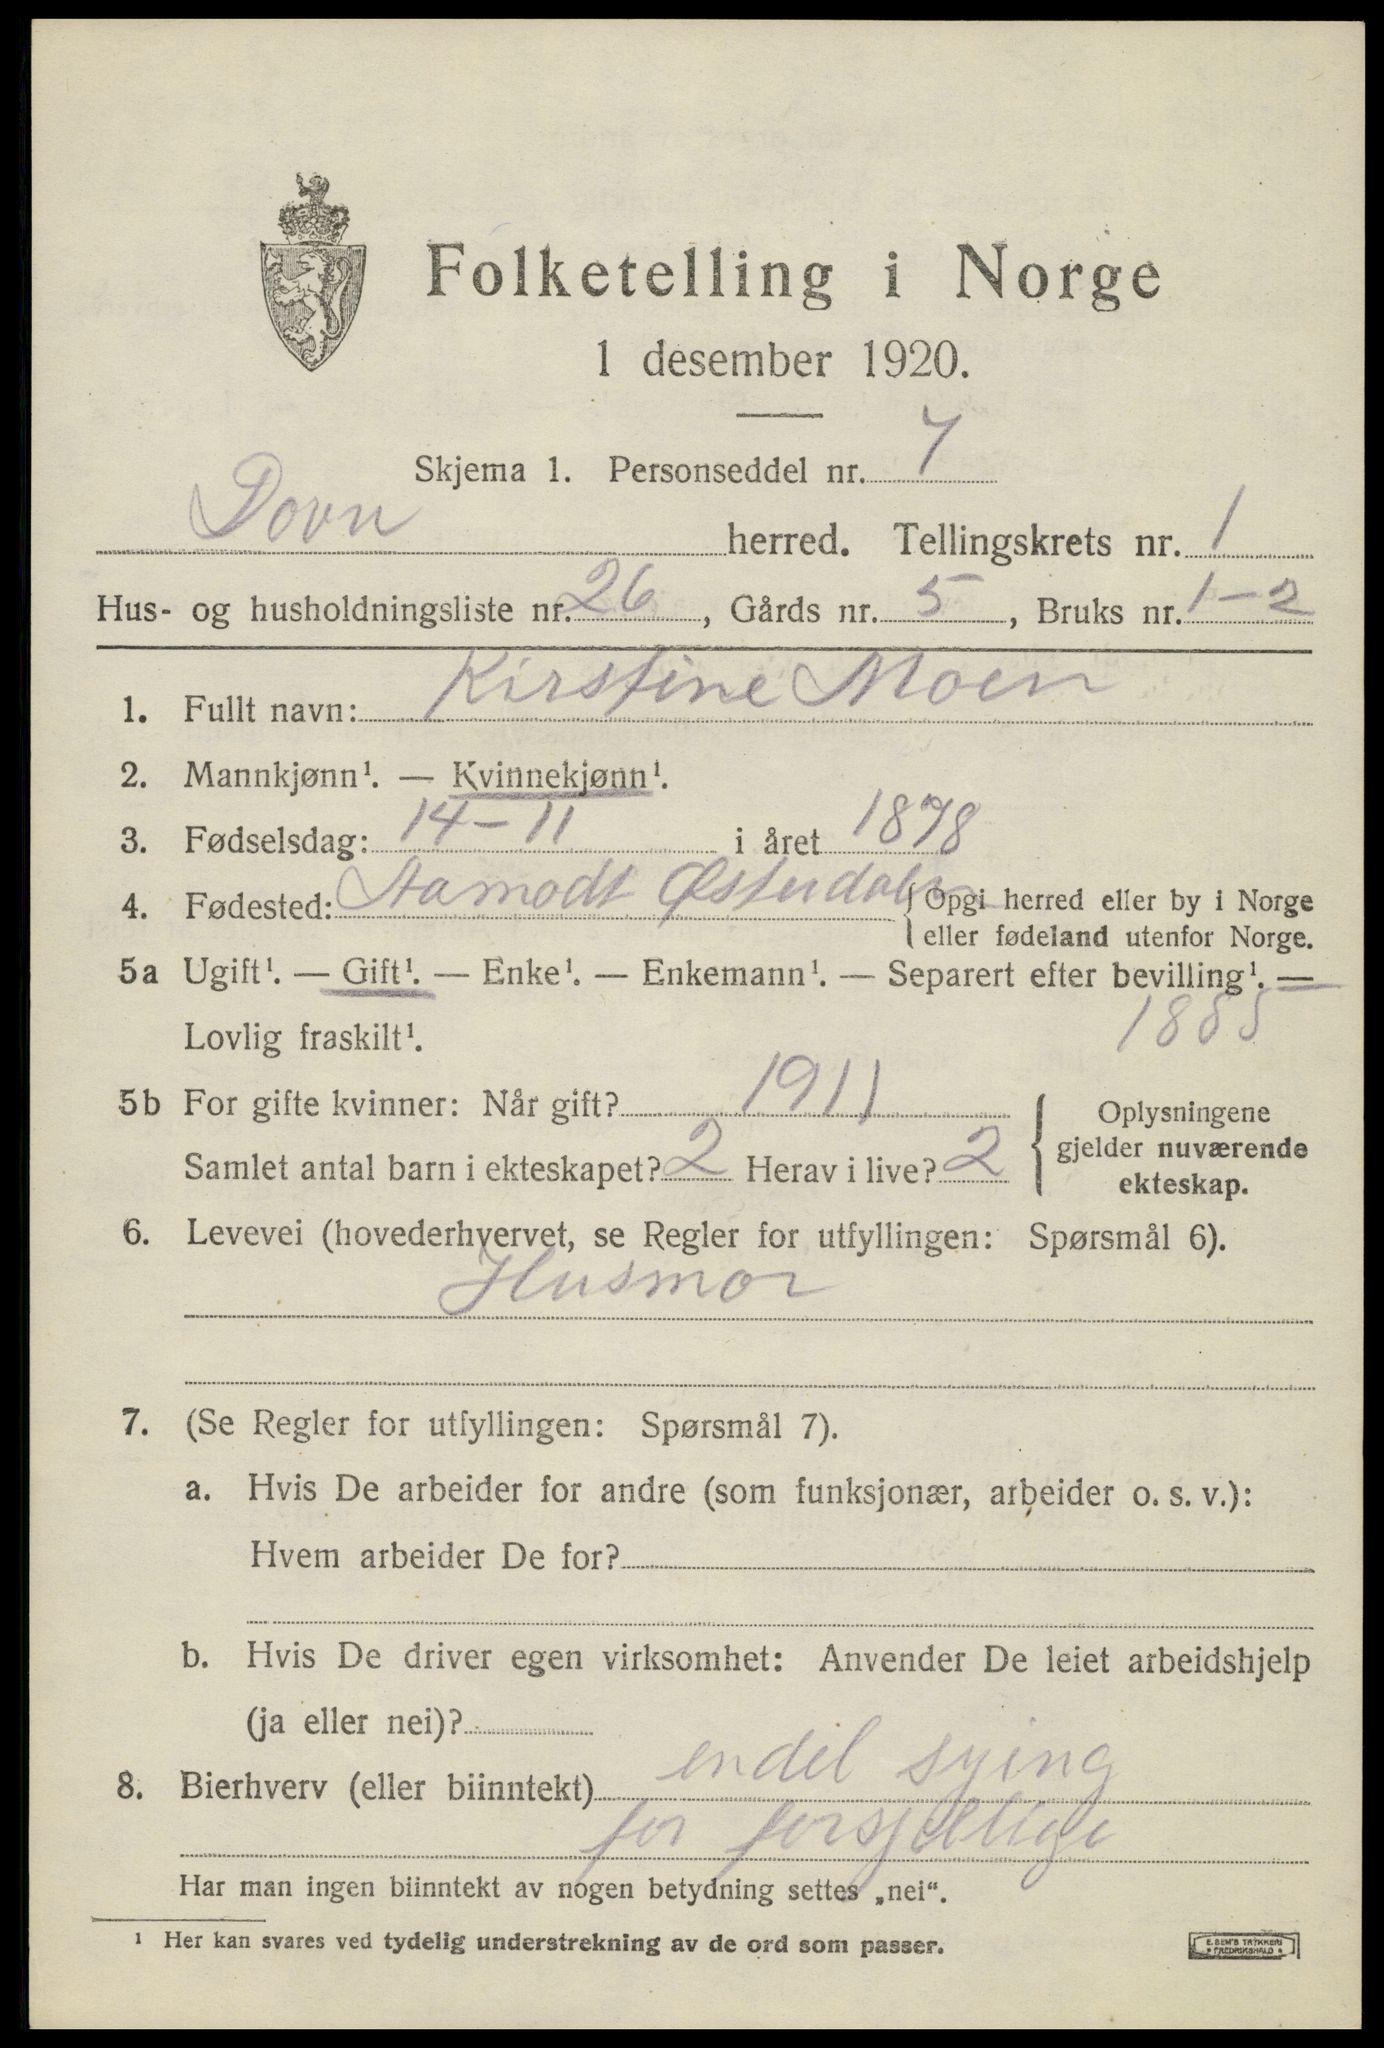 Folketelling i Norge
1 desember 1920.
Skjema 1. Personseddel nr. 7
Dovn herred. Tellingskrets nr. 1
Hus- og husholdningsliste nr. 26, Gårds nr. 5, Bruks nr. 1-2
1. Fullt navn: Kirstine Moen
2. Mannkjønn¹. — Kvinnekjønn¹.
3. Fødselsdag: 14-11 i året 1878
4. Fødested: Aamodt Østerdalen { Opgi herred eller by i Norge
eller fødeland utenfor Norge.
5a Ugift¹. — Gift¹. — Enke¹. — Enkemann¹. — Separert efter bevilling¹. —
Lovlig fraskilt¹. 1885
5b For gifte kvinner: Når gift? 1911
Samlet antal barn i ekteskapet? 2 Herav i live? 2
{ Oplysningene
gjelder nuværende
ekteskap.
6. Levevei (hovederhvervet, se Regler for utfyllingen: Spørsmål 6).
Husmor
7. (Se Regler for utfyllingen: Spørsmål 7).
a. Hvis De arbeider for andre (som funksjonær, arbeider o. s. v.):
Hvem arbeider De for?
b. Hvis De driver egen virksomhet: Anvender De leiet arbeidshjelp
(ja eller nei)?
8. Bierhverv (eller biinntekt) endel sying
for forsjellige
Har man ingen biinntekt av nogen betydning settes „nei“.
¹ Her kan svares ved tydelig understrekning av de ord som passer.
E. SEM'S TRYKKERI
FREDRIKSHALD